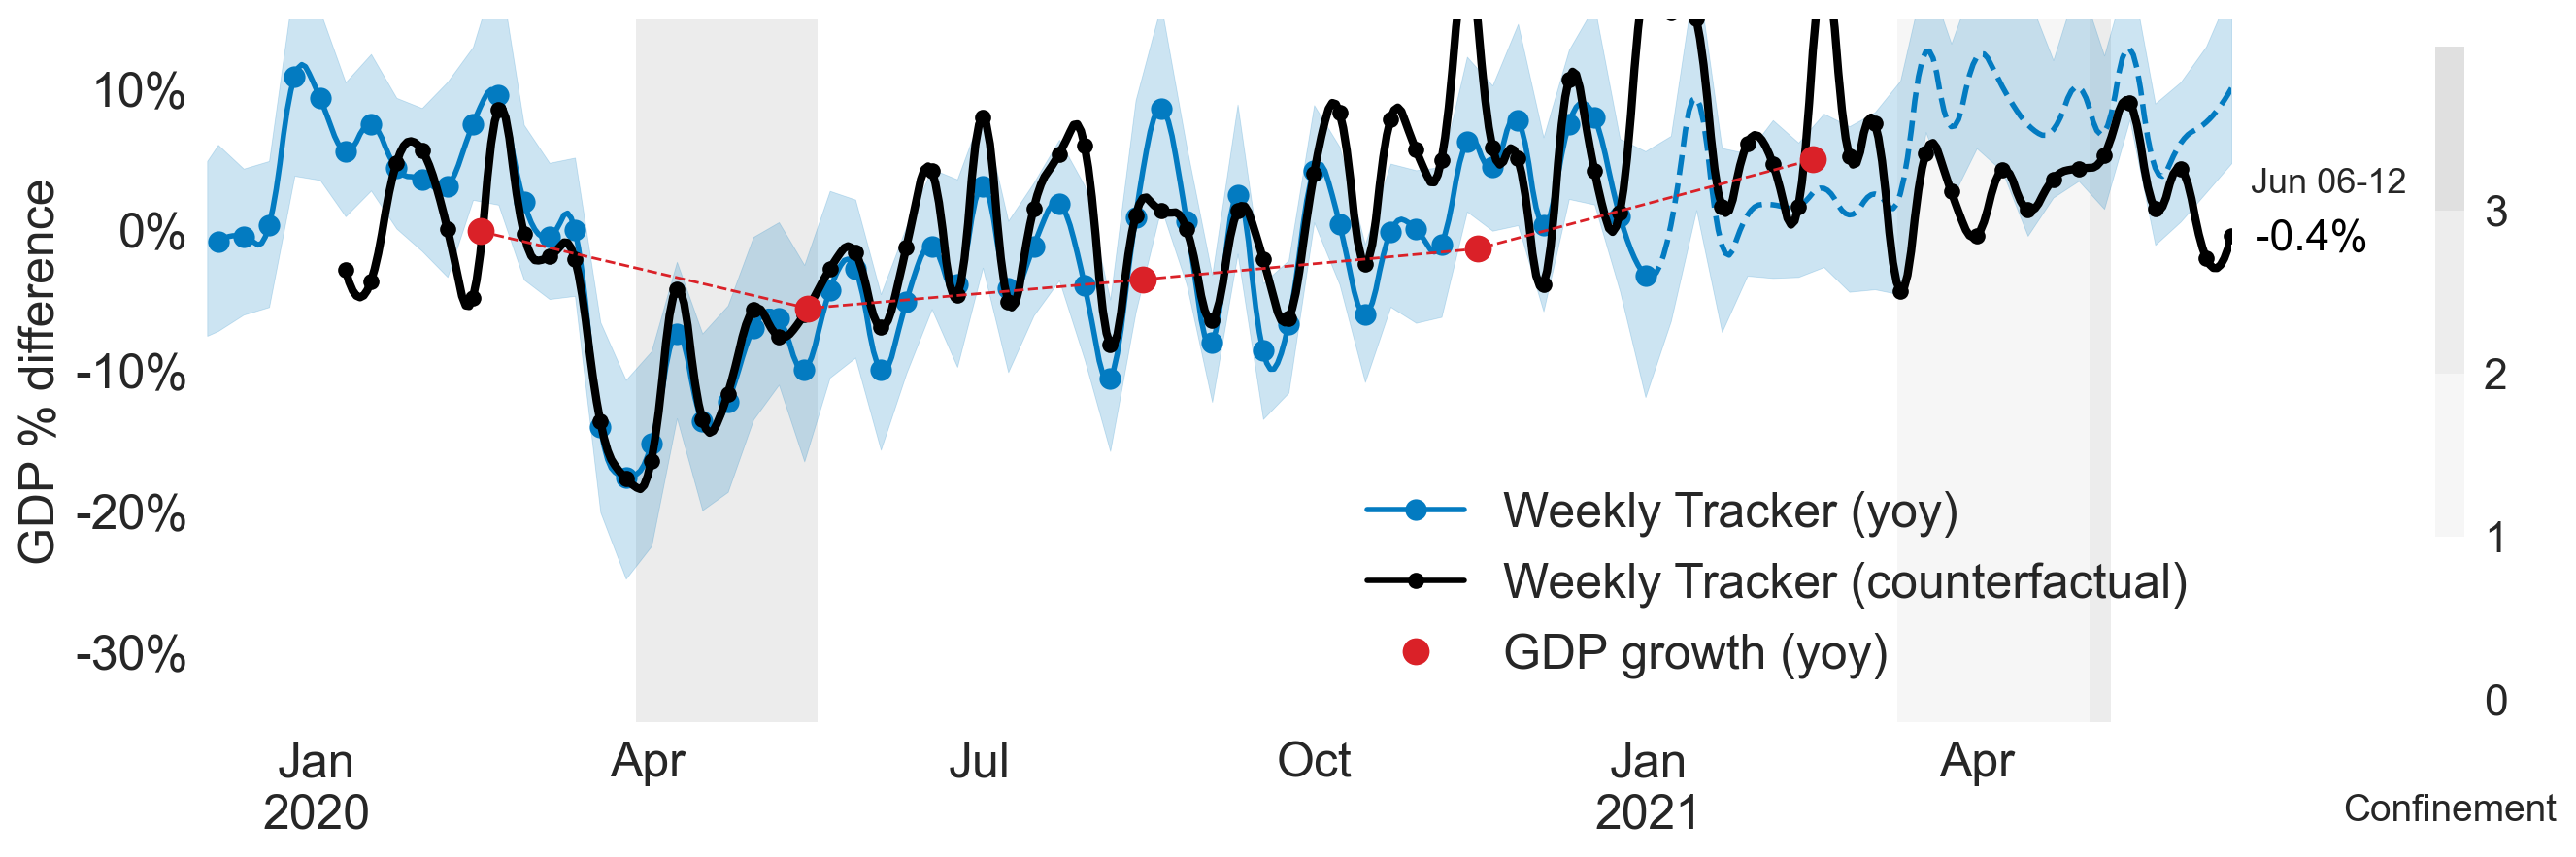 GDP % difference
10%
0%
-10%
-20%
-30%
Jan
2020
Apr
Jul
Oct
Jan
2021
Apr
Weekly Tracker (yoy)
Weekly Tracker (counterfactual)
GDP growth (yoy)
Jun 06-12
-0.4%
3
2
1
0
Confinement